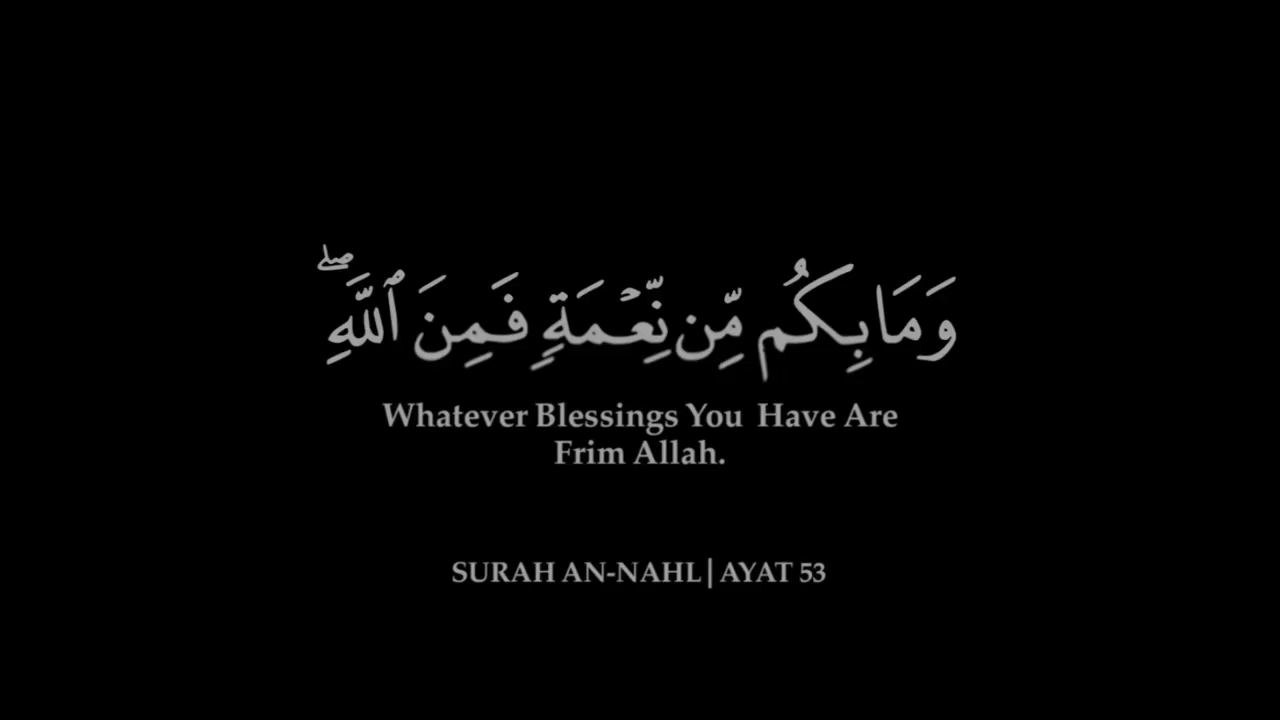 وَمَا بِكُم مِّن نِّعۡمَةٍ فَمِنَ ٱللَّهِۖ
Whatever Blessings You  Have Are
Frim Allah.
SURAH AN-NAHL | AYAT 53